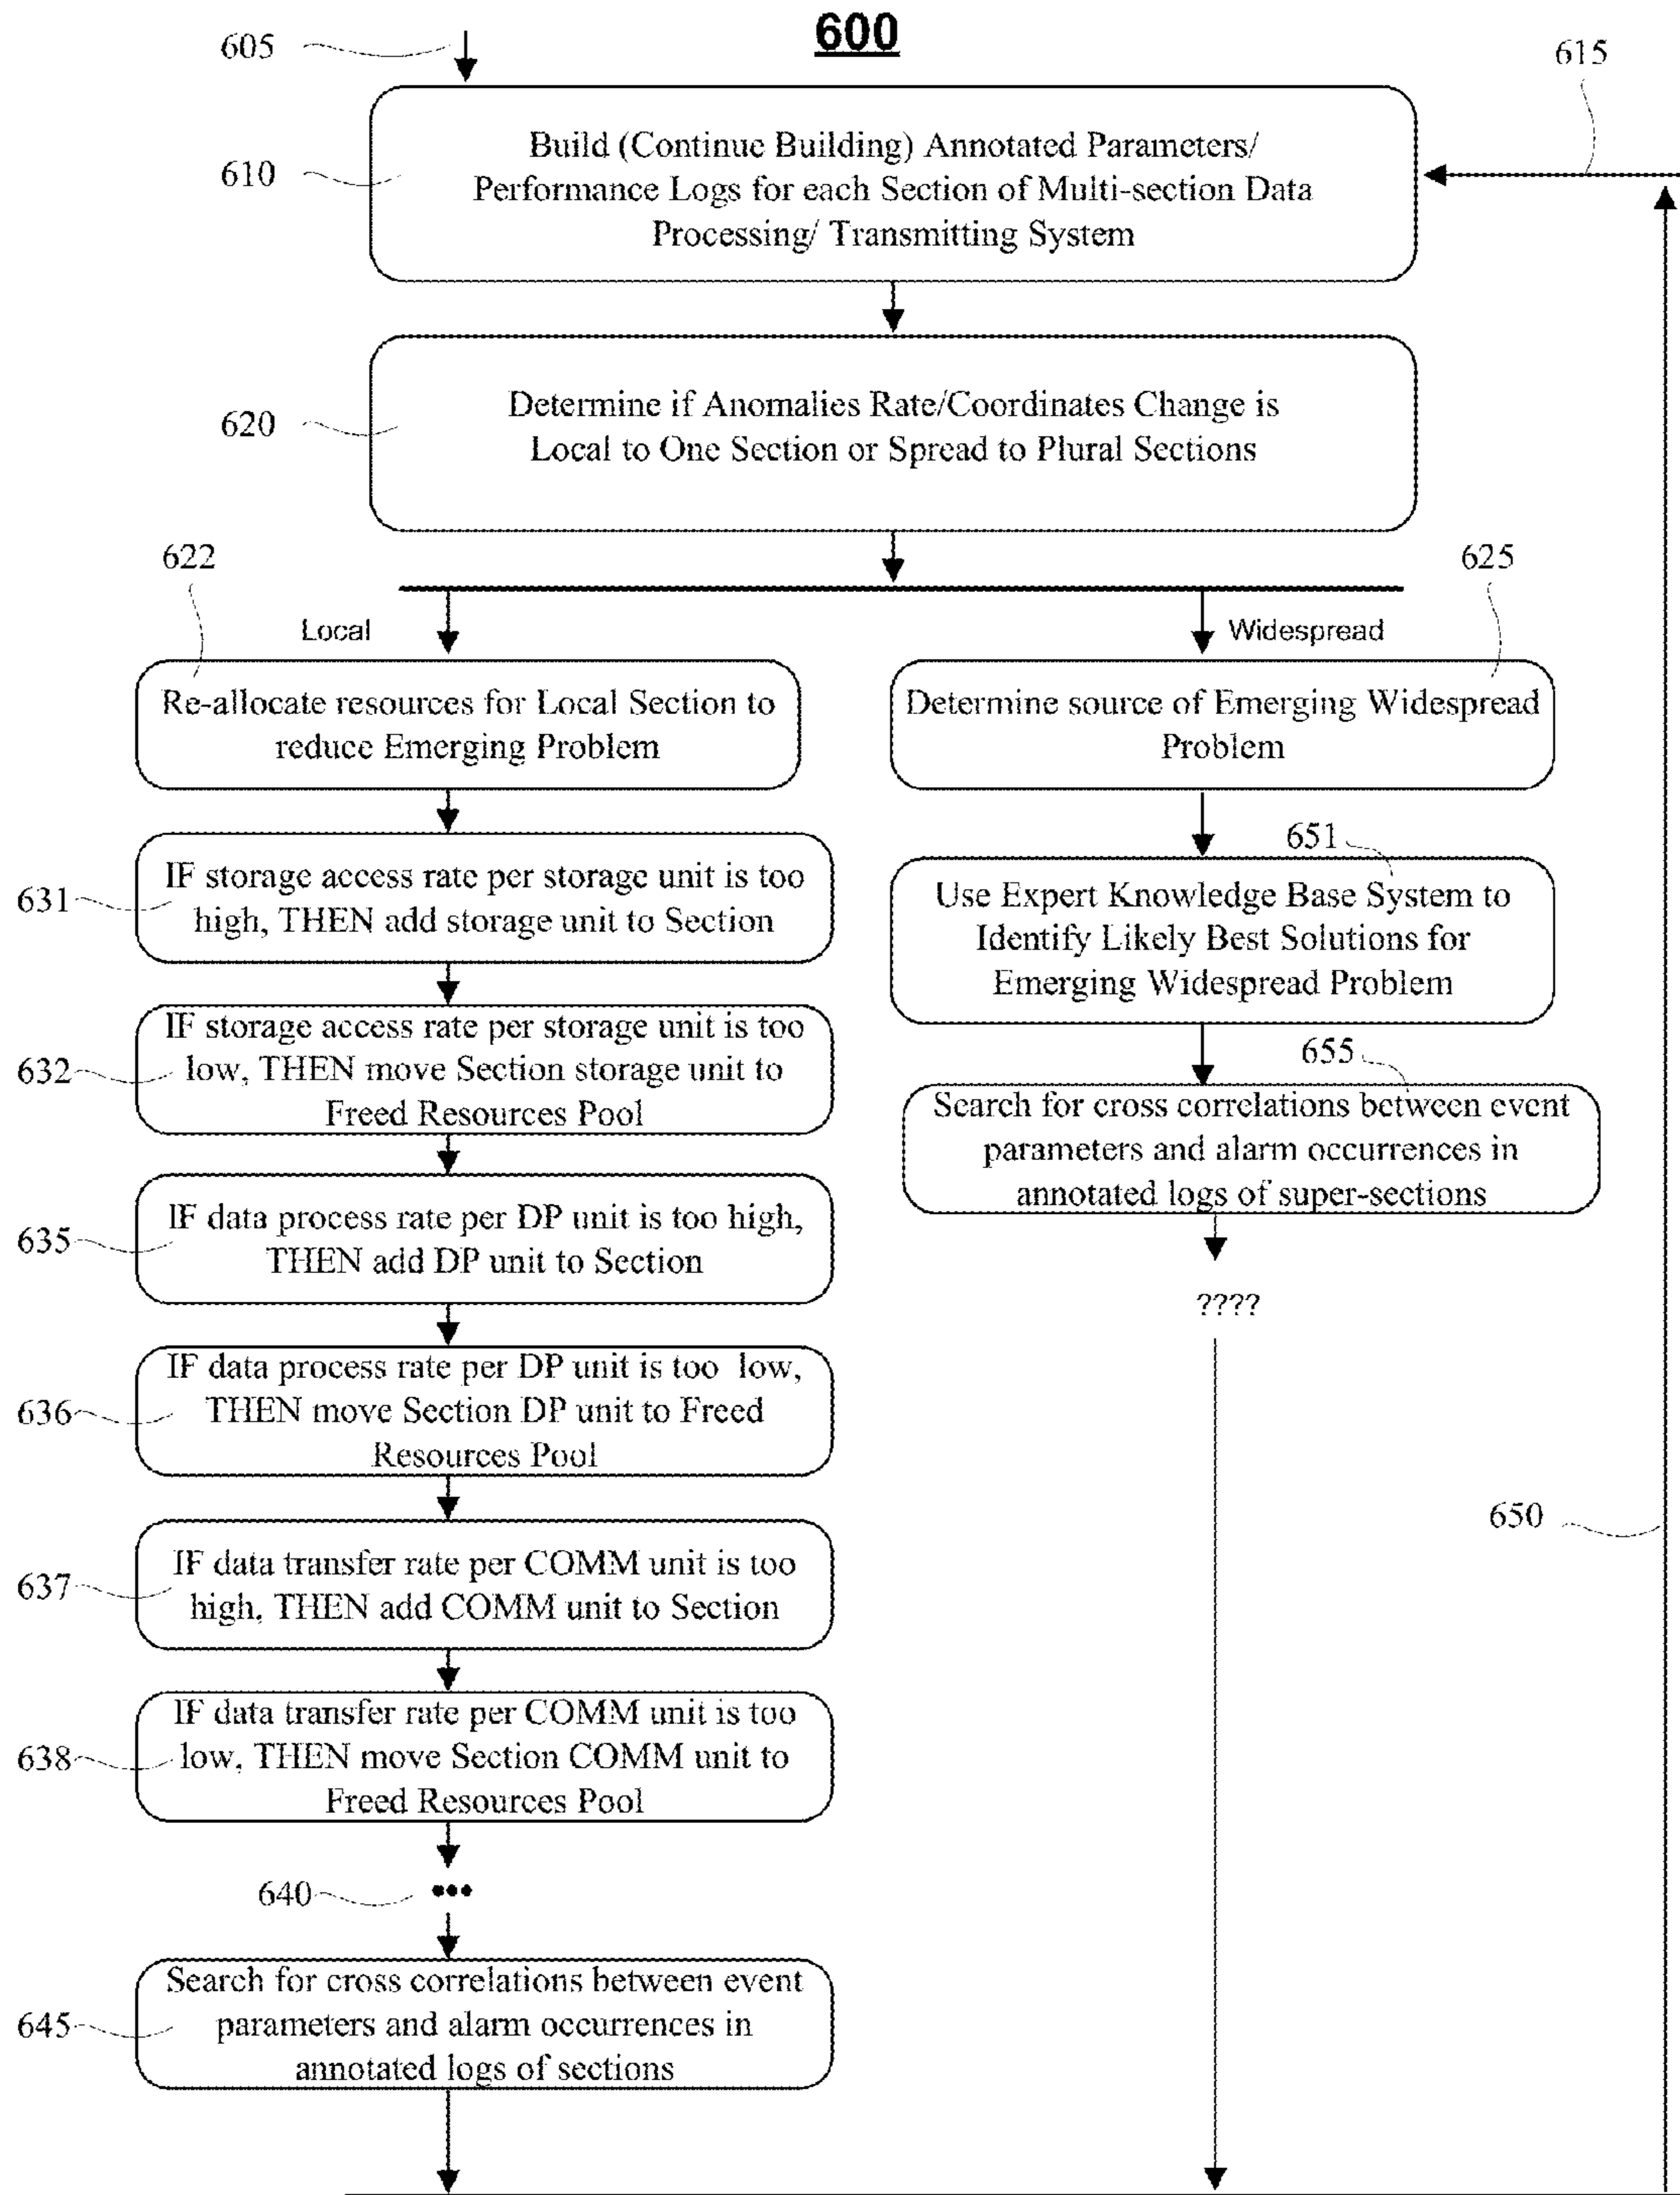 600
605
615
Build (Continue Building) Annotated Parameters/
Performance Logs for each Section of Multi-section Data
Processing/ Transmitting System
610
Determine if Anomalies Rate/Coordinates Change is
Local to One Section or Spread to Plural Sections
620
622
625
Local
Widespread
Re-allocate resources for Local Section to
reduce Emerging Problem
Determine source of Emerging Widespread
Problem
631
IF storage access rate per storage unit is too
high, THEN add storage unit to Section
651
Use Expert Knowledge Base System to
Identify Likely Best Solutions for
Emerging Widespread Problem
632
IF storage access rate per storage unit is too
low, THEN move Section storage unit to
Freed Resources Pool
655
Search for cross correlations between event
parameters and alarm occurrences in
annotated logs of super-sections
635
IF data process rate per DP unit is too high,
THEN add DP unit to Section
????
636
IF data process rate per DP unit is too low,
THEN move Section DP unit to Freed
Resources Pool
650
637
IF data transfer rate per COMM unit is too
high, THEN add COMM unit to Section
638
IF data transfer rate per COMM unit is too
low, THEN move Section COMM unit to
Freed Resources Pool
640
•••
645
Search for cross correlations between event
parameters and alarm occurrences in
annotated logs of sections